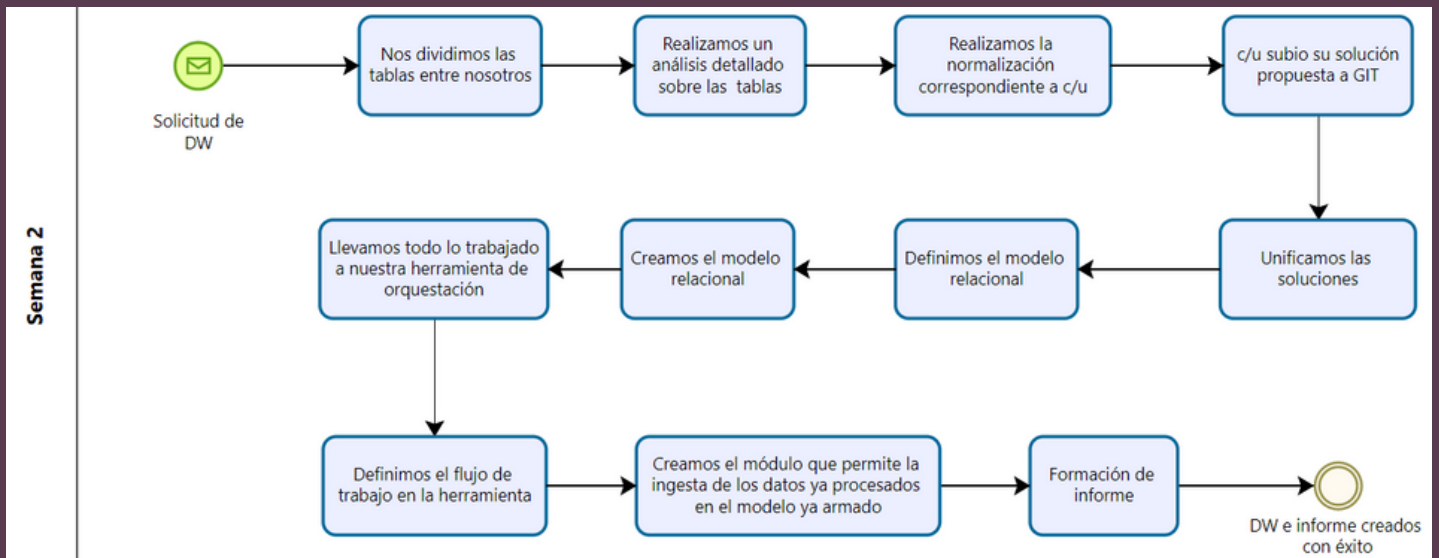 Semana 2
Solicitud de
DW
Nos dividimos las
tablas entre nosotros
Realizamos un
análisis detallado
sobre las tablas
Realizamos la
normalización
correspondiente a c/u
c/u subio su solución
propuesta a GIT
Unificamos las
soluciones
Definimos el modelo
relacional
Creamos el modelo
relacional
Llevamos todo lo trabajado
a nuestra herramienta de
orquestación
Definimos el flujo de
trabajo en la herramienta
Creamos el módulo que permite la
ingesta de los datos ya procesados
en el modelo ya armado
Formación de
informe
DW e informe creados
con éxito